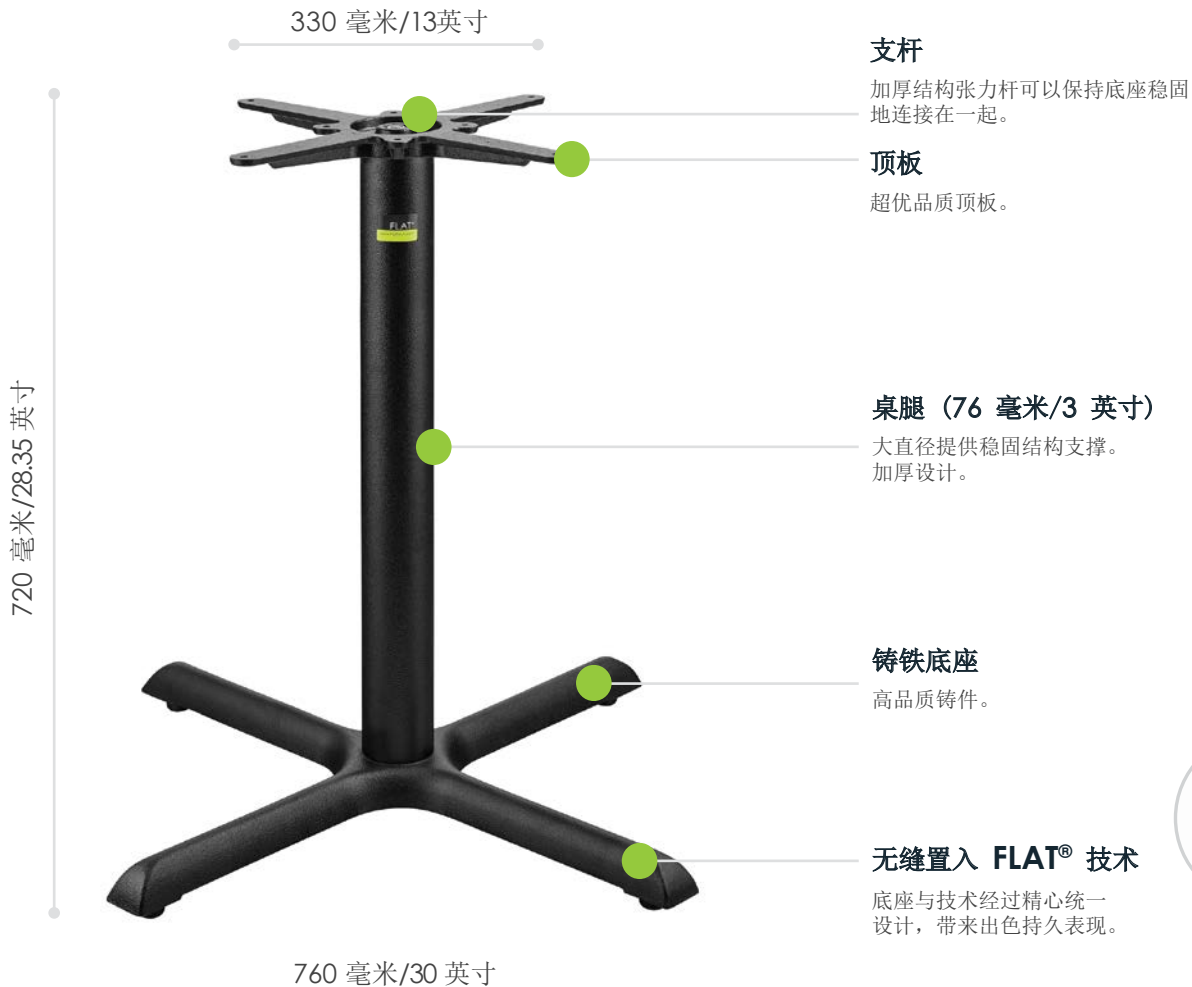 330 毫米/13英寸
支杆
加厚结构张力杆可以保持底座稳固
地连接在一起。
顶板
超优品质顶板。
FLAT®
720 毫米/28.35 英寸
桌腿 (76 毫米/3 英寸)
大直径提供稳固结构支撑。
加厚设计。
铸铁底座
高品质铸件。
无缝置入 FLAT® 技术
底座与技术经过精心统一
设计，带来出色持久表现。
760 毫米/30 英寸